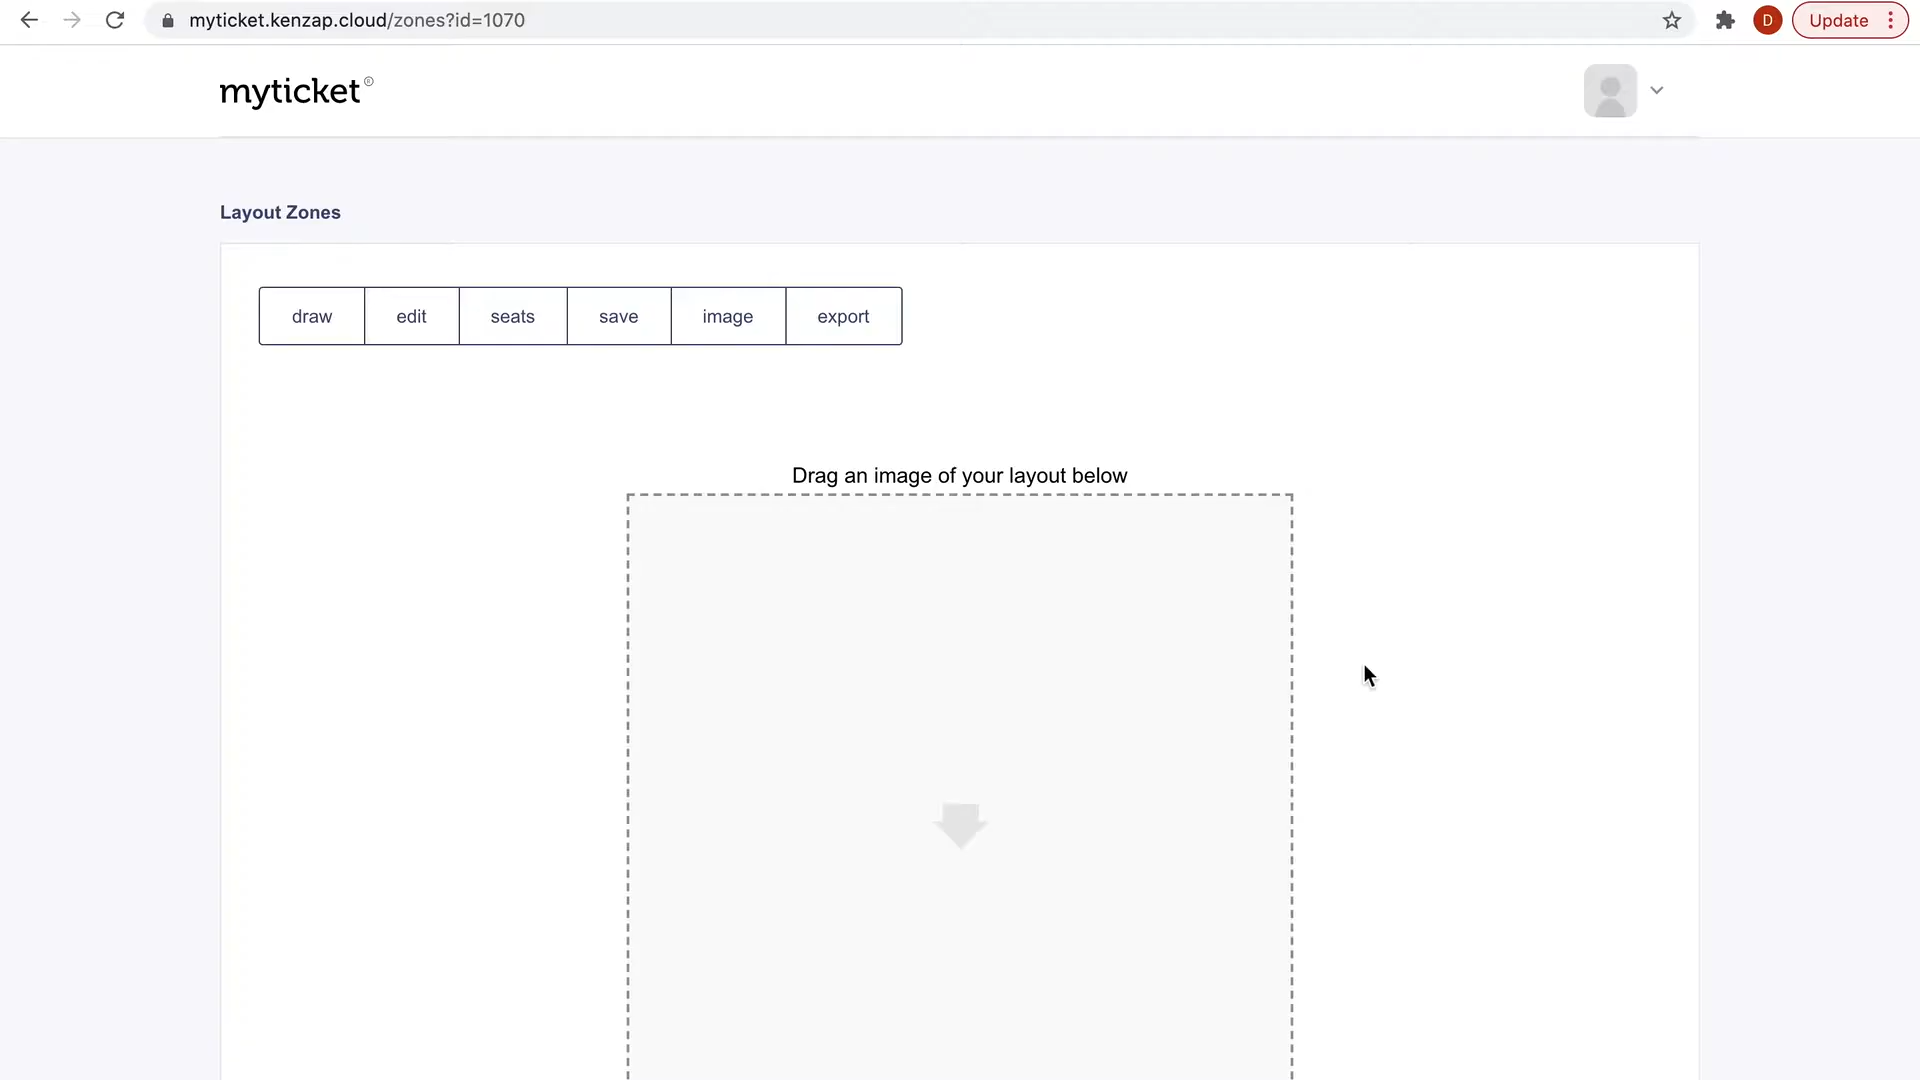 myticket.kenzap.cloud/zones?id=1070
D
Update
myticket®
Layout Zones
draw edit seats save image export
Drag an image of your layout below